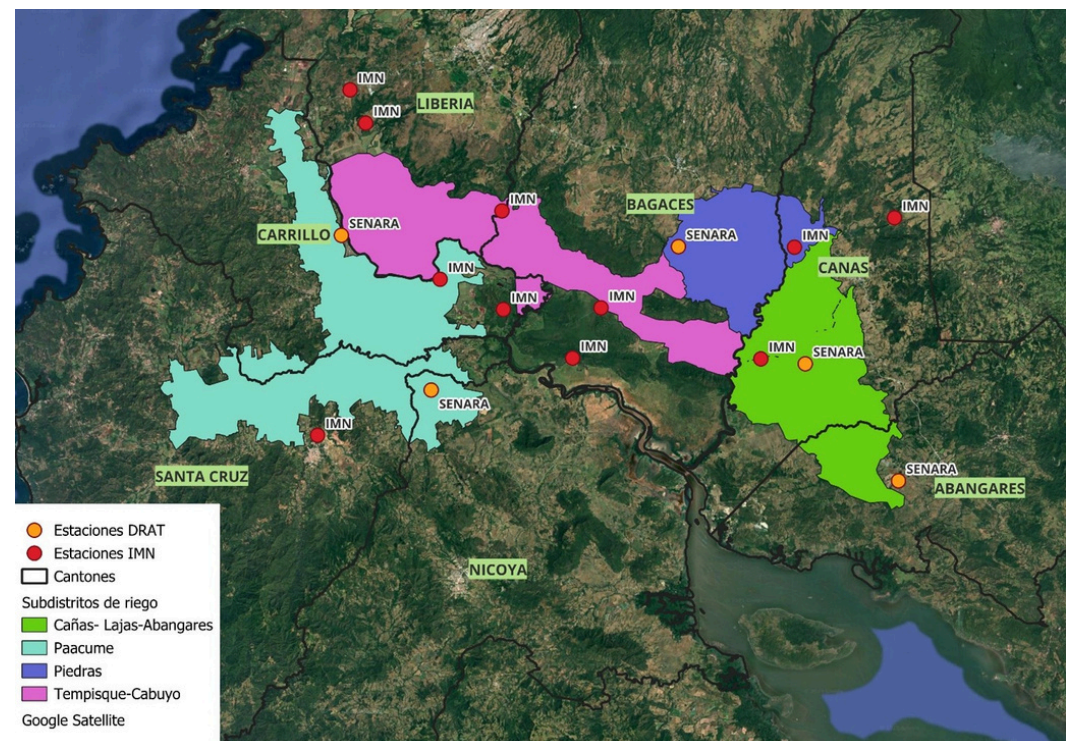 IMN
IMN
LIBERIA
IMN
BAGACES
IMN
CARRILLO
SENARA
SENARA
IMN
CANAS
IMN
IMN
IMN
IMN
IMN
SENARA
SENARA
IMN
SANTA CRUZ
SENARA
ABANGARES
NICOYA
Estaciones DRAT
Estaciones IMN
Cantones
Subdistritos de riego
Cañas- Lajas-Abangares
Paacume
Piedras
Tempisque-Cabuyo
Google Satellite